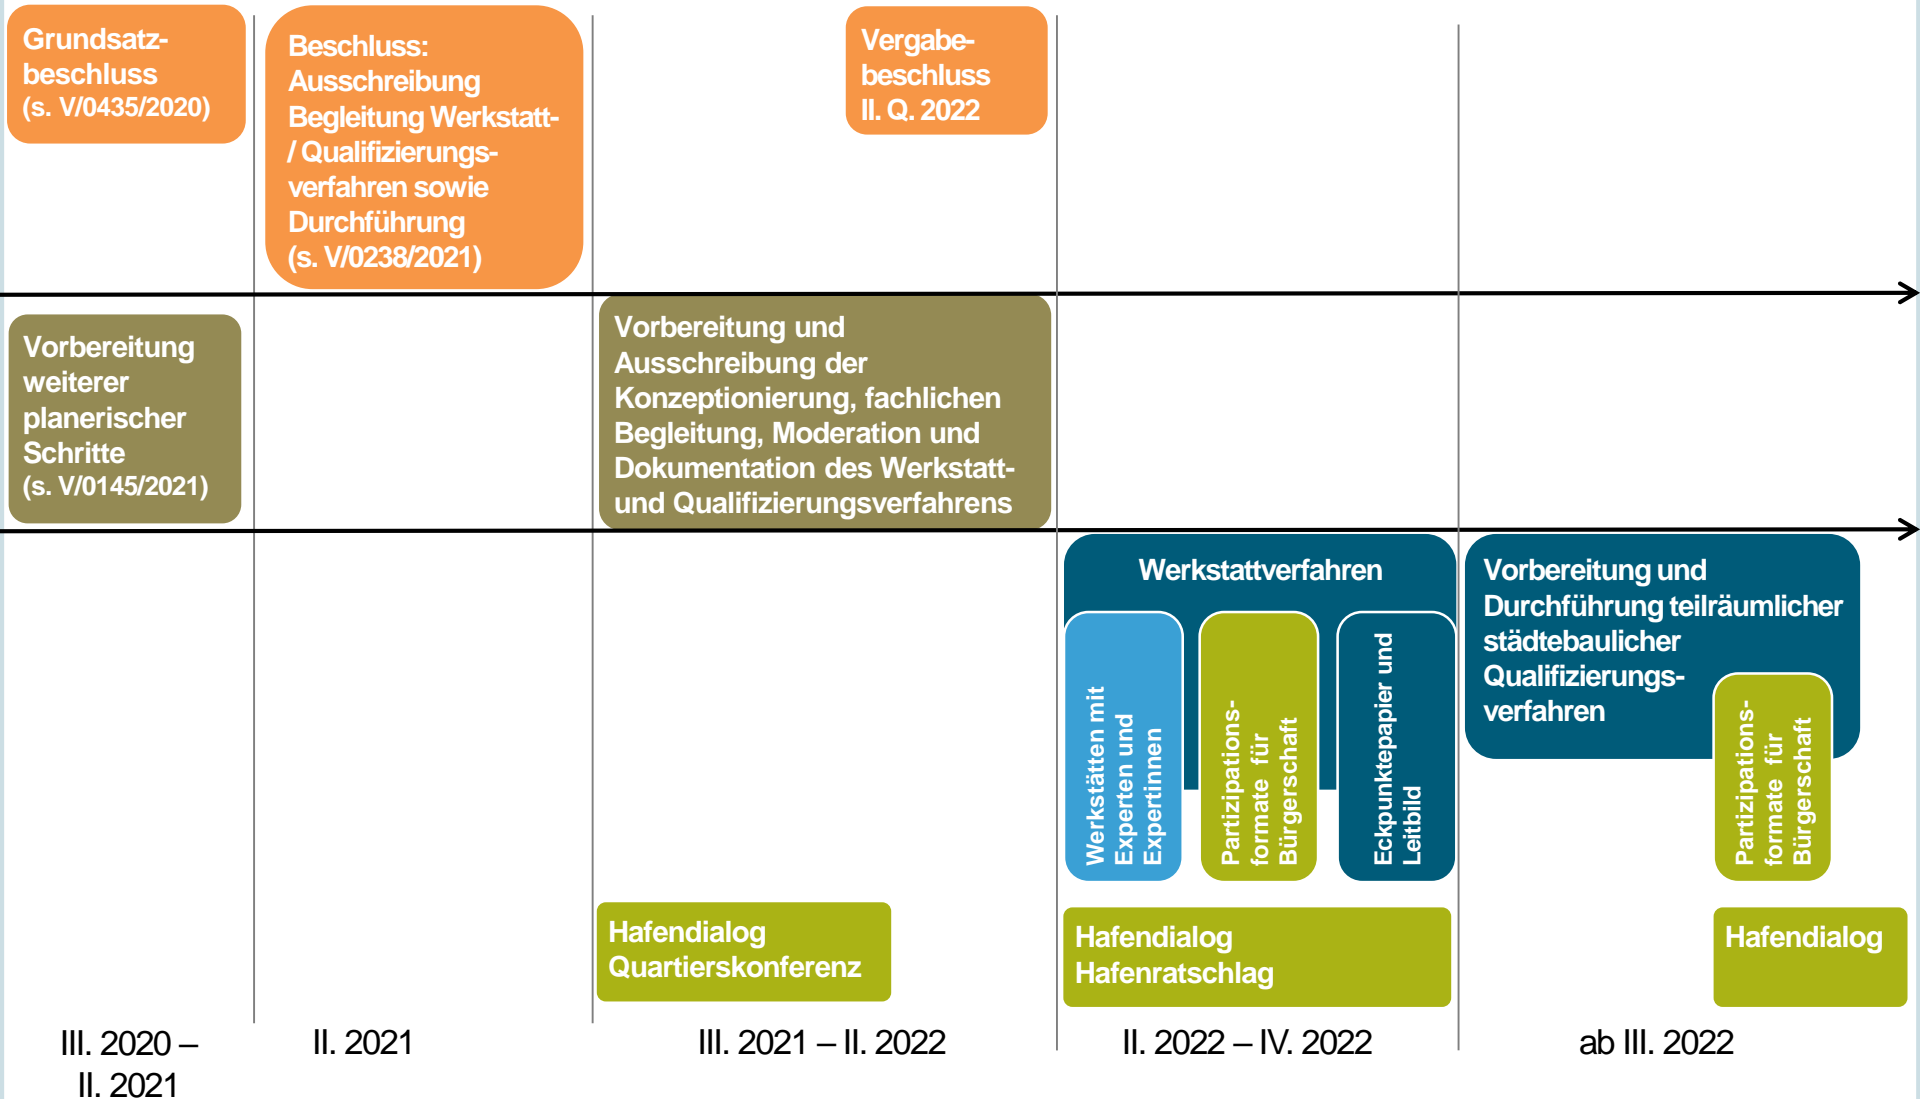 Grundsatz-
beschluss
(s. V/0435/2020)
Beschluss:
Ausschreibung
Begleitung Werkstatt-
/ Qualifizierungs-
verfahren sowie
Durchführung
(s. V/0238/2021)
Vergabe-
beschluss
II. Q. 2022
Vorbereitung
weiterer
planerischer
Schritte
(s. V/0145/2021)
Vorbereitung und
Ausschreibung der
Konzeptionierung, fachlichen
Begleitung, Moderation und
Dokumentation des Werkstatt-
und Qualifizierungsverfahrens
Werkstattverfahren
Werkstätten mit
Experten und
Expertinnen
Partizipations-
formate für
Bürgerschaft
Eckpunktepapier und
Leitbild
Vorbereitung und
Durchführung teilräumlicher
städtebaulicher
Qualifizierungs-
verfahren
Partizipations-
formate für
Bürgerschaft
Hafendialog
Quartierskonferenz
Hafendialog
Hafenratschlag
Hafendialog
III. 2020 –
II. 2021
II. 2021
III. 2021 – II. 2022
II. 2022 – IV. 2022
ab III. 2022